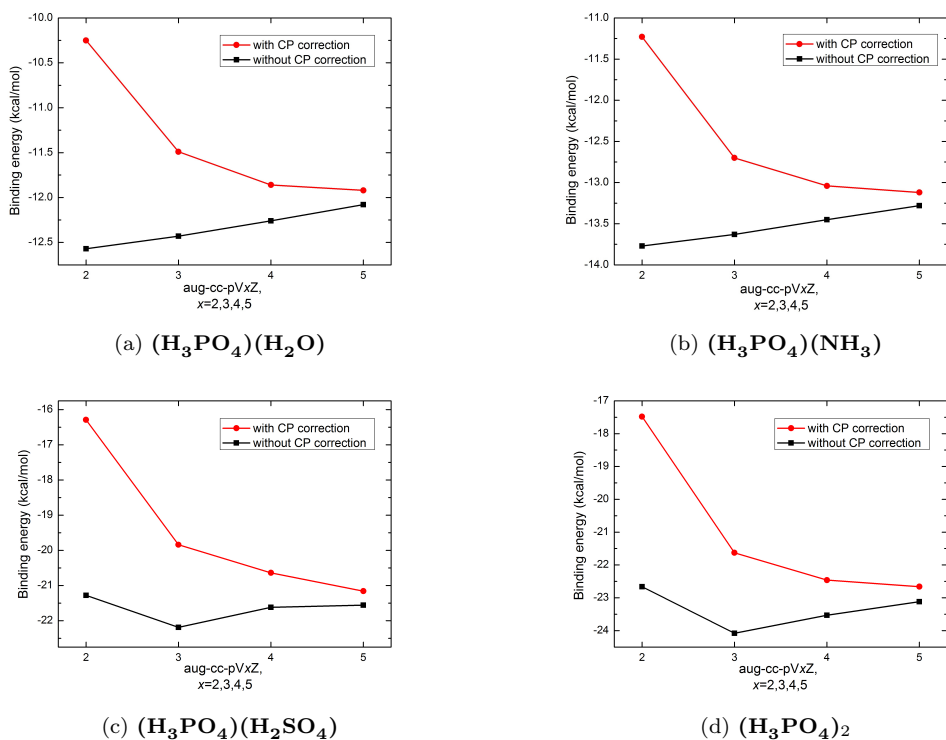 -10.0
-10.5
-11.0
-11.5
-12.0
-12.5
Binding energy (kcal/mol)
with CP correction
without CP correction
2 3 4 5
aug-cc-pVxZ,
x=2,3,4,5
(a) (H₃PO₄)(H₂O)
-11.0
-11.5
-12.0
-12.5
-13.0
-13.5
-14.0
Binding energy (kcal/mol)
with CP correction
without CP correction
2 3 4 5
aug-cc-pVxZ,
x=2,3,4,5
(b) (H₃PO₄)(NH₃)
-16
-17
-18
-19
-20
-21
-22
Binding energy (kcal/mol)
with CP correction
without CP correction
2 3 4 5
aug-cc-pVxZ,
x=2,3,4,5
(c) (H₃PO₄)(H₂SO₄)
-17
-18
-19
-20
-21
-22
-23
-24
Binding energy (kcal/mol)
with CP correction
without CP correction
2 3 4 5
aug-cc-pVxZ,
x=2,3,4,5
(d) (H₃PO₄)₂